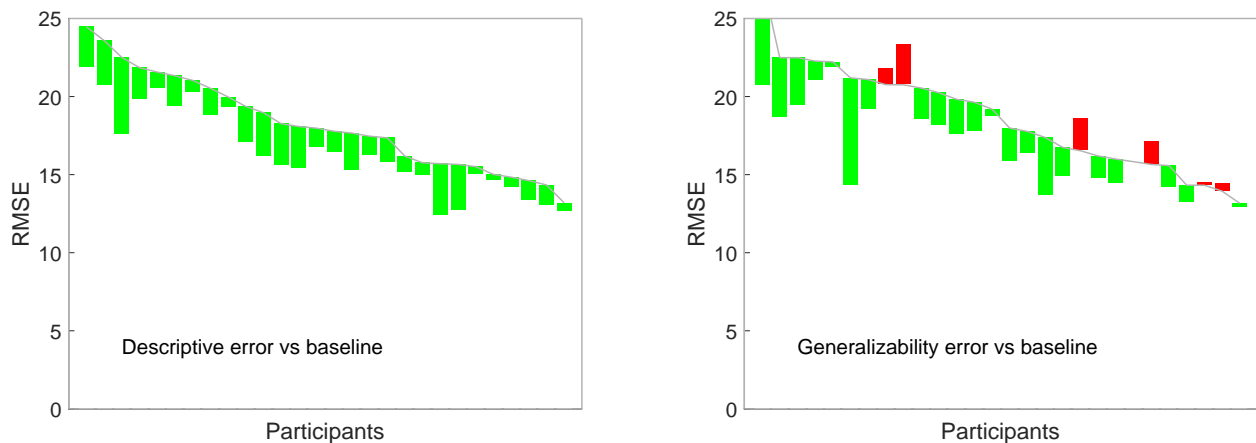 25
20
15
10
5
0
RMSE
Descriptive error vs baseline
Participants
25
20
15
10
5
0
RMSE
Generalizability error vs baseline
Participants